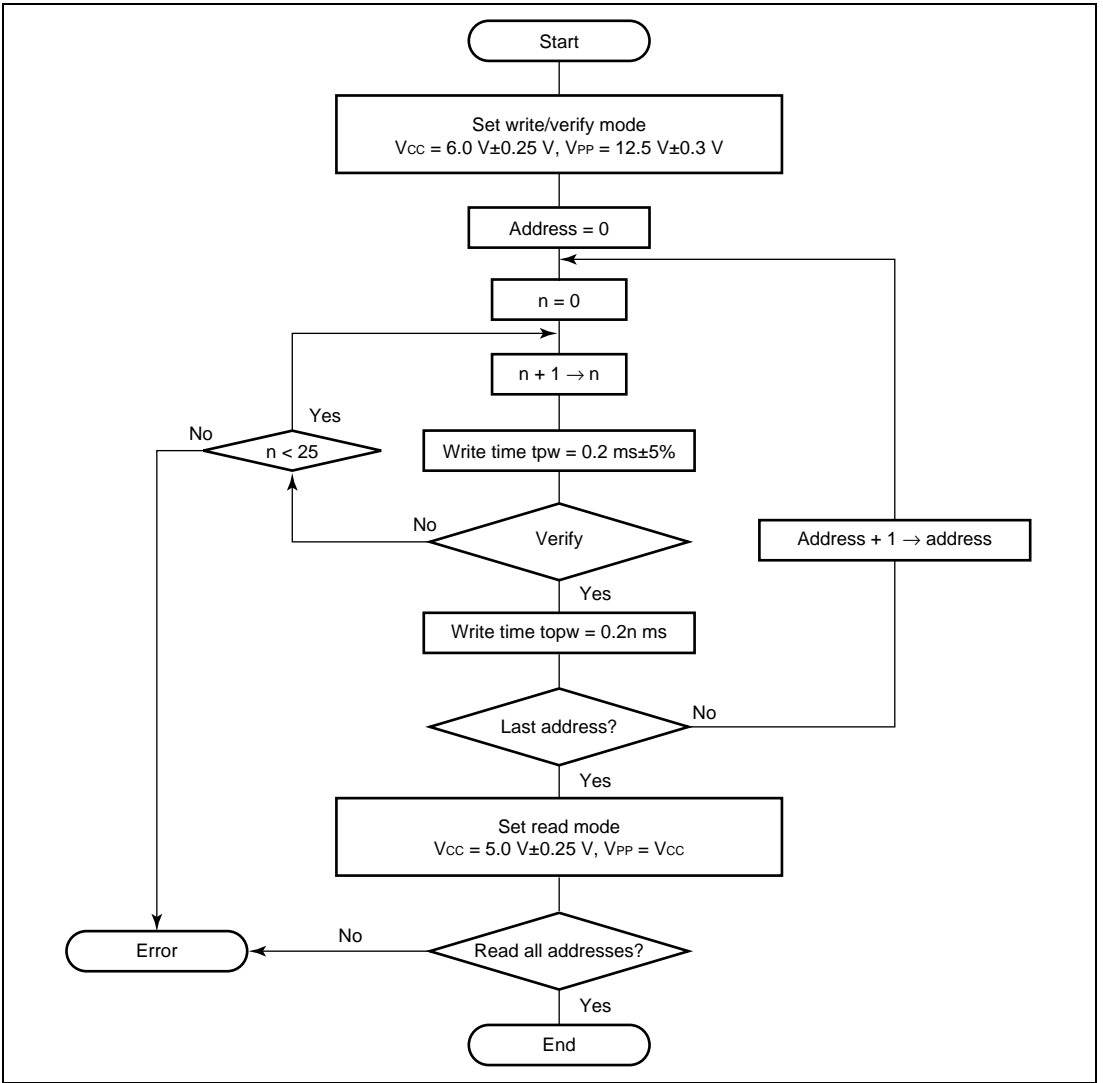 Start
Set write/verify mode
VCC = 6.0 V±0.25 V, VPP = 12.5 V±0.3 V
Address = 0
n = 0
n + 1 → n
Yes
No
n < 25
Write time tpw = 0.2 ms±5%
No
Verify
Address + 1 → address
Yes
Write time topw = 0.2n ms
Last address?
No
Yes
Set read mode
VCC = 5.0 V±0.25 V, VPP = VCC
No
Error
Read all addresses?
Yes
End